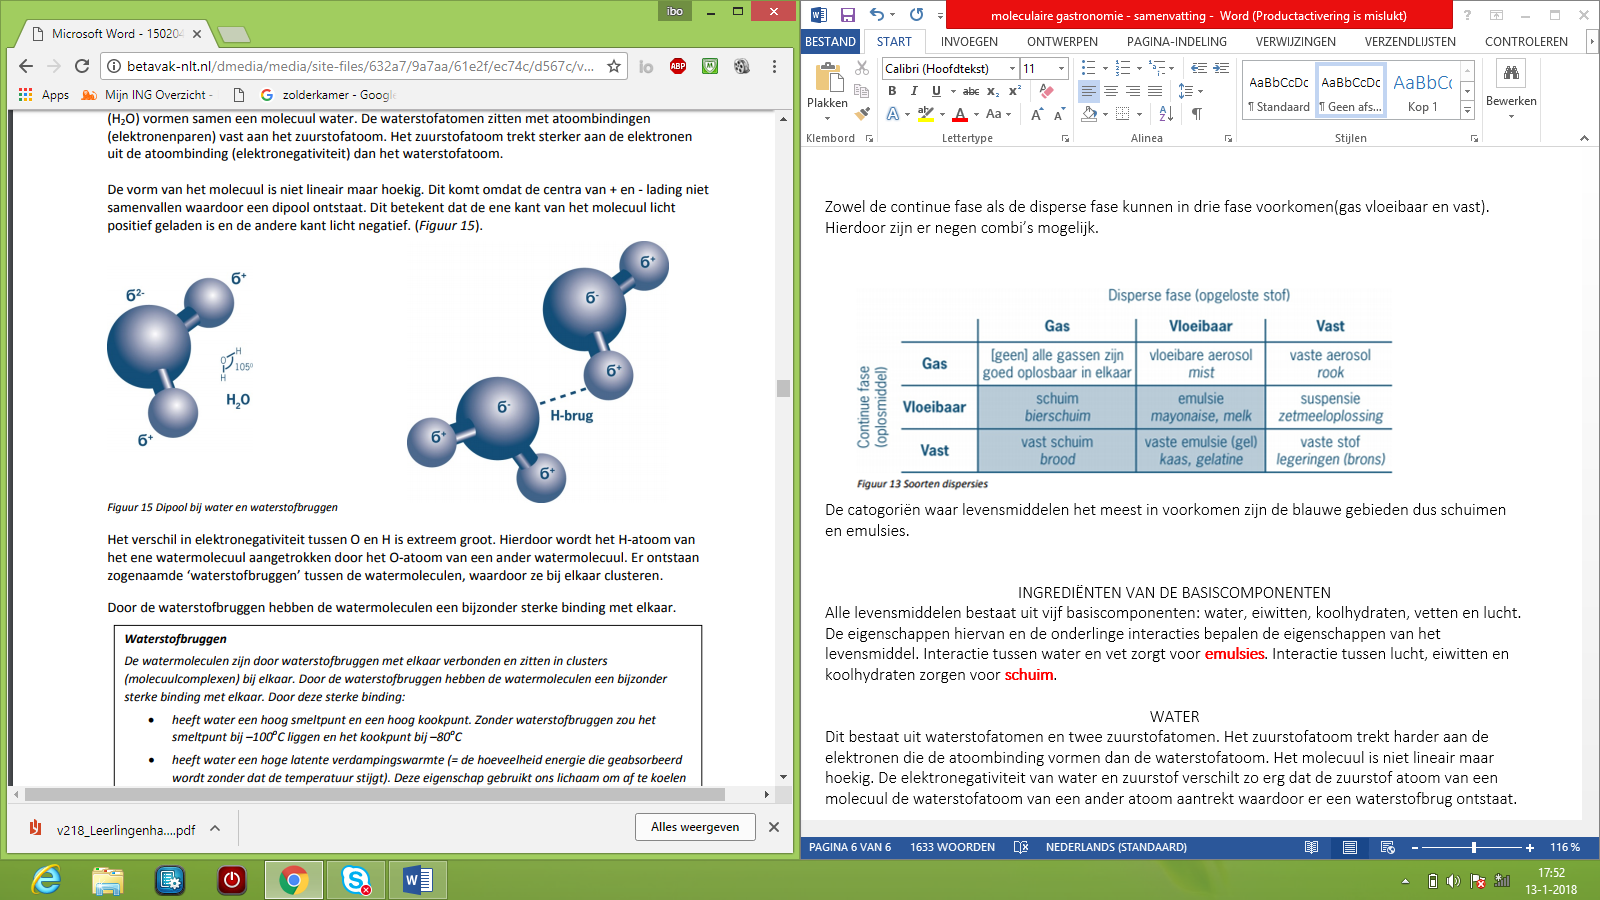 ibo
Microsoft Word - 15020
betavak-nlt.nl/dmedia/media/site-files/632a7/9a7aa/61e2f/ec74c/d567c/v...
Apps
Mijn ING Overzicht -
zolderkamer - Google
(H₂O) vormen samen een molecuul water. De waterstofatomen zitten met atoombindingen
(elektronenparen) vast aan het zuurstofatoom. Het zuurstofatoom trekt sterker aan de elektronen
uit de atoombinding (elektronegativiteit) dan het waterstofatoom.
De vorm van het molecuul is niet lineair maar hoekig. Dit komt omdat de centra van + en - lading niet
samenvallen waardoor een dipool ontstaat. Dit betekent dat de ene kant van het molecuul licht
positief geladen is en de andere kant licht negatief. (Figuur 15).
б²⁻
б⁺
б⁺
O H
H
105⁰
H₂O
б⁺
б⁻
б⁺
б⁻
H-brug
б⁺
б⁺
Figuur 15 Dipool bij water en waterstofbruggen
Het verschil in elektronegativiteit tussen O en H is extreem groot. Hierdoor wordt het H-atoom van
het ene watermolecuul aangetrokken door het O-atoom van een ander watermolecuul. Er ontstaan
zogenaamde ‘waterstofbruggen’ tussen de watermoleculen, waardoor ze bij elkaar clusteren.
Door de waterstofbruggen hebben de watermoleculen een bijzonder sterke binding met elkaar.
Waterstofbruggen
De watermoleculen zijn door waterstofbruggen met elkaar verbonden en zitten in clusters
(molecuulcomplexen) bij elkaar. Door de waterstofbruggen hebben de watermoleculen een bijzonder
sterke binding met elkaar. Door deze sterke binding:
• heeft water een hoog smeltpunt en een hoog kookpunt. Zonder waterstofbruggen zou het
smeltpunt bij –100°C liggen en het kookpunt bij –80°C
• heeft water een hoge latente verdampingswarmte (= de hoeveelheid energie die geabsorbeerd
wordt zonder dat de temperatuur stijgt). Deze eigenschap gebruikt ons lichaam om af te koelen
v218_Leerlingenha....pdf
Alles weergeven
moleculaire gastronomie - samenvatting - Word (Productactivering is mislukt)
BESTAND START INVOEGEN ONTWERPEN PAGINA-INDELING VERWIJZINGEN VERZENDLIJSTEN CONTROLEREN
Plakken
Calibri (Hoofdtekst) 11
B I U abc x₂ x²
A A Aa A A
AaBbCcDc AaBbCcDc AaBbCc
¶ Standaard ¶ Geen afs... Kop 1
Bewerken
Klembord Lettertype Alinea Stijlen
Zowel de continue fase als de disperse fase kunnen in drie fase voorkomen(gas vloeibaar en vast).
Hierdoor zijn er negen combi’s mogelijk.
Disperse fase (opgeloste stof)
Continue fase
(oplosmiddel)
Gas Vloeibaar Vast
Gas
[geen] alle gassen zijn
goed oplosbaar in elkaar
vloeibare aerosol
mist
vaste aerosol
rook
Vloeibaar
schuim
bierschuim
emulsie
mayonaise, melk
suspensie
zetmeeloplossing
Vast
vast schuim
brood
vaste emulsie (gel)
kaas, gelatine
vaste stof
legeringen (brons)
Figuur 13 Soorten dispersies
De catogoriën waar levensmiddelen het meest in voorkomen zijn de blauwe gebieden dus schuimen
en emulsies.
INGREDIËNTEN VAN DE BASISCOMPONENTEN
Alle levensmiddelen bestaat uit vijf basiscomponenten: water, eiwitten, koolhydraten, vetten en lucht.
De eigenschappen hiervan en de onderlinge interacties bepalen de eigenschappen van het
levensmiddel. Interactie tussen water en vet zorgt voor emulsies. Interactie tussen lucht, eiwitten en
koolhydraten zorgen voor schuim.
WATER
Dit bestaat uit waterstofatomen en twee zuurstofatomen. Het zuurstofatoom trekt harder aan de
elektronen die de atoombinding vormen dan de waterstofatoom. Het molecuul is niet lineair maar
hoekig. De elektronegativiteit van water en zuurstof verschilt zo erg dat de zuurstof atoom van een
molecuul de waterstofatoom van een ander atoom aantrekt waardoor er een waterstofbrug ontstaat.
PAGINA 6 VAN 6 1633 WOORDEN NEDERLANDS (STANDAARD) 116 %
17:52
13-1-2018